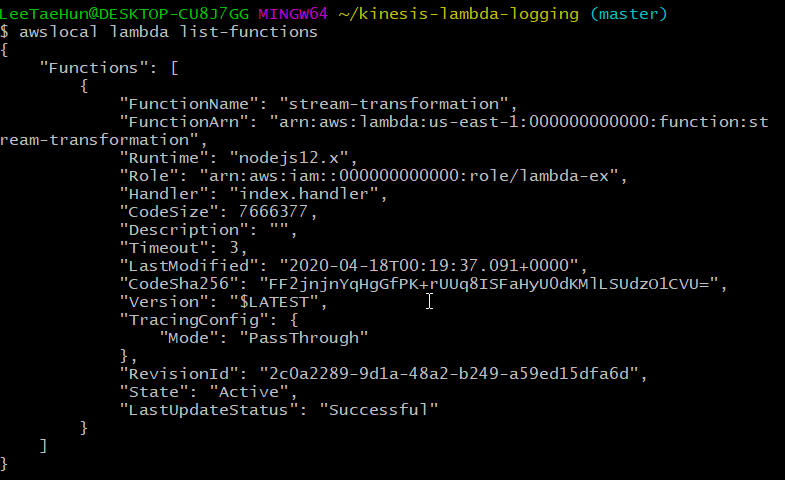 LeeTaeHun@DESKTOP-CU8J7GG MINGW64 ~/kinesis-lambda-logging (master)
$ awslocal lambda list-functions
{
    "Functions": [
        {
            "FunctionName": "stream-transformation",
            "FunctionArn": "arn:aws:lambda:us-east-1:000000000000:function:st
ream-transformation",
            "Runtime": "nodejs12.x",
            "Role": "arn:aws:iam::000000000000:role/lambda-ex",
            "Handler": "index.handler",
            "CodeSize": 7666377,
            "Description": "",
            "Timeout": 3,
            "LastModified": "2020-04-18T00:19:37.091+0000",
            "CodeSha256": "FF2jnjnYqHgGfPK+rUUq8ISFaHyU0dKMlLSUdzO1CVU=",
            "Version": "$LATEST",
            "TracingConfig": {
                "Mode": "PassThrough"
            },
            "RevisionId": "2c0a2289-9d1a-48a2-b249-a59ed15dfa6d",
            "State": "Active",
            "LastUpdateStatus": "Successful"
        }
    ]
}